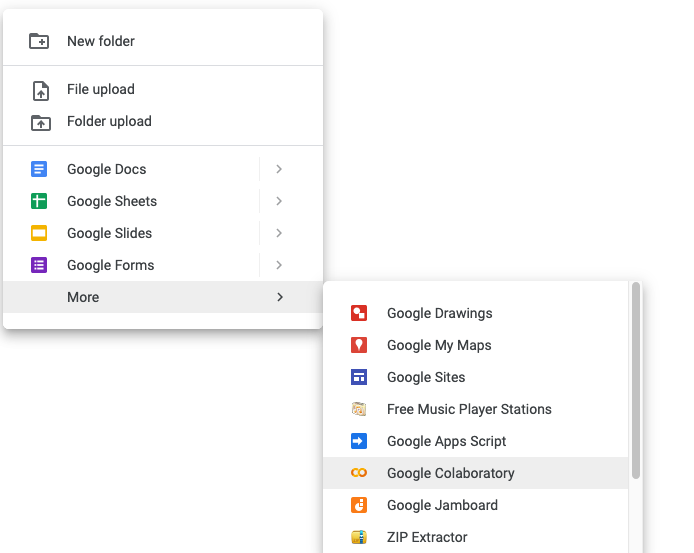 New folder
File upload
Folder upload
Google Docs
Google Sheets
Google Slides
Google Forms
More
Google Drawings
Google My Maps
Google Sites
Free Music Player Stations
Google Apps Script
Google Colaboratory
Google Jamboard
ZIP Extractor